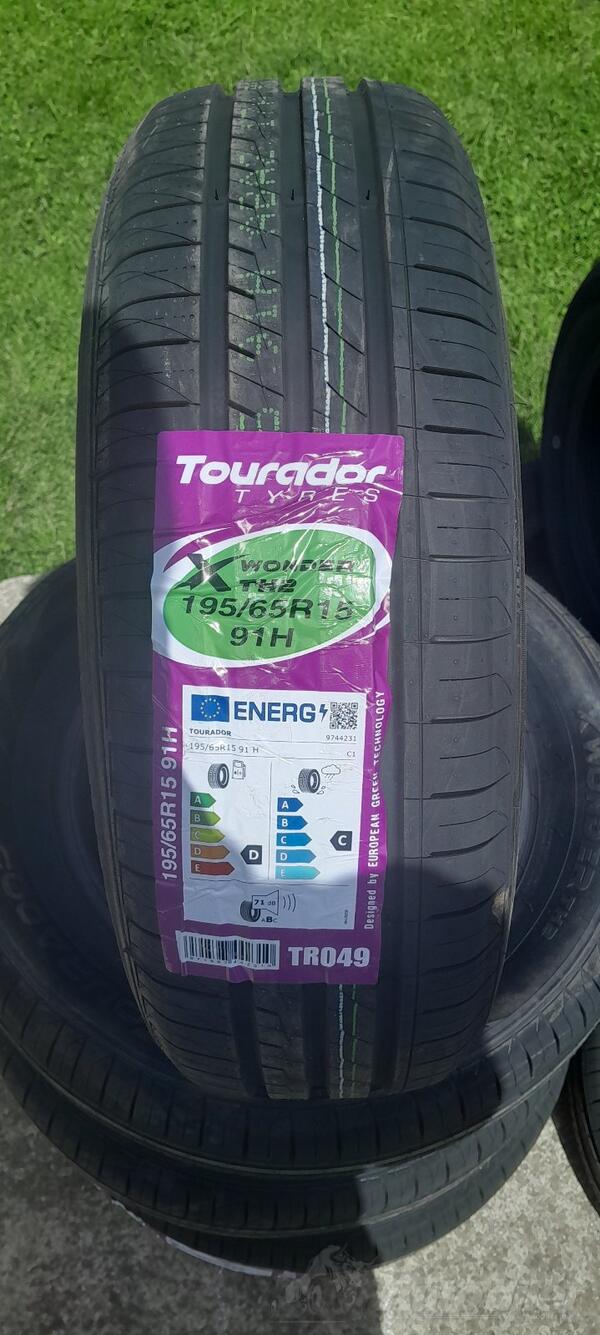 Tourador
TYRES
X WONDER
TH2
195/65R15
91H
ENERG
TOURADOR
9744231
195/65R15 91 H
C1
A
B
C
D
E
D
A
B
C
D
E
C
71 dB
ABC
195/65R15 91H
Designed by EUROPEAN GREEN TECHNOLOGY
TR049